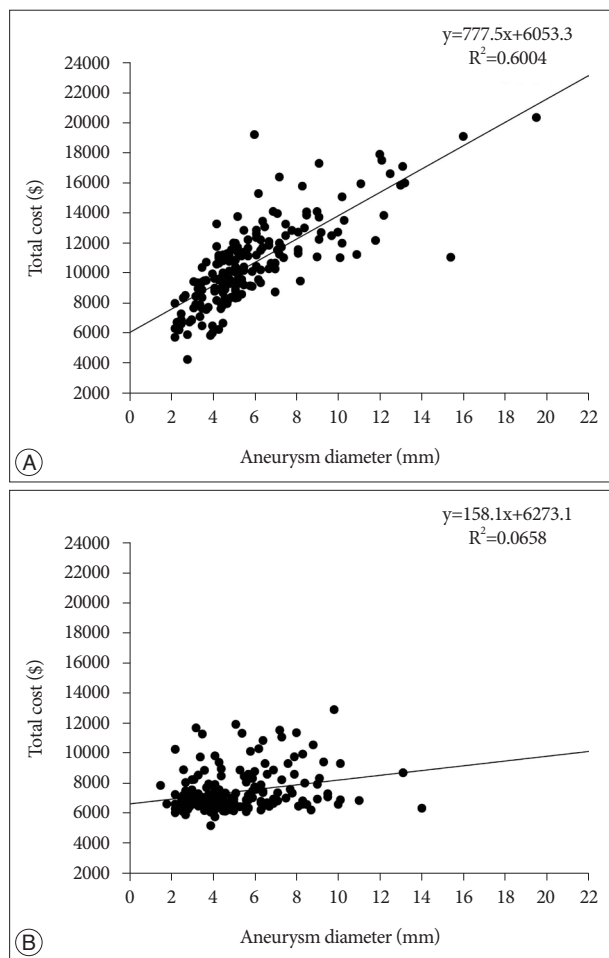 y=777.5x+6053.3
R²=0.6004
24000
22000
20000
18000
16000
14000
12000
10000
8000
6000
4000
2000
Total cost ($)
0 2 4 6 8 10 12 14 16 18 20 22
Aneurysm diameter (mm)
A
y=158.1x+6273.1
R²=0.0658
24000
22000
20000
18000
16000
14000
12000
10000
8000
6000
4000
2000
Total cost ($)
0 2 4 6 8 10 12 14 16 18 20 22
Aneurysm diameter (mm)
B